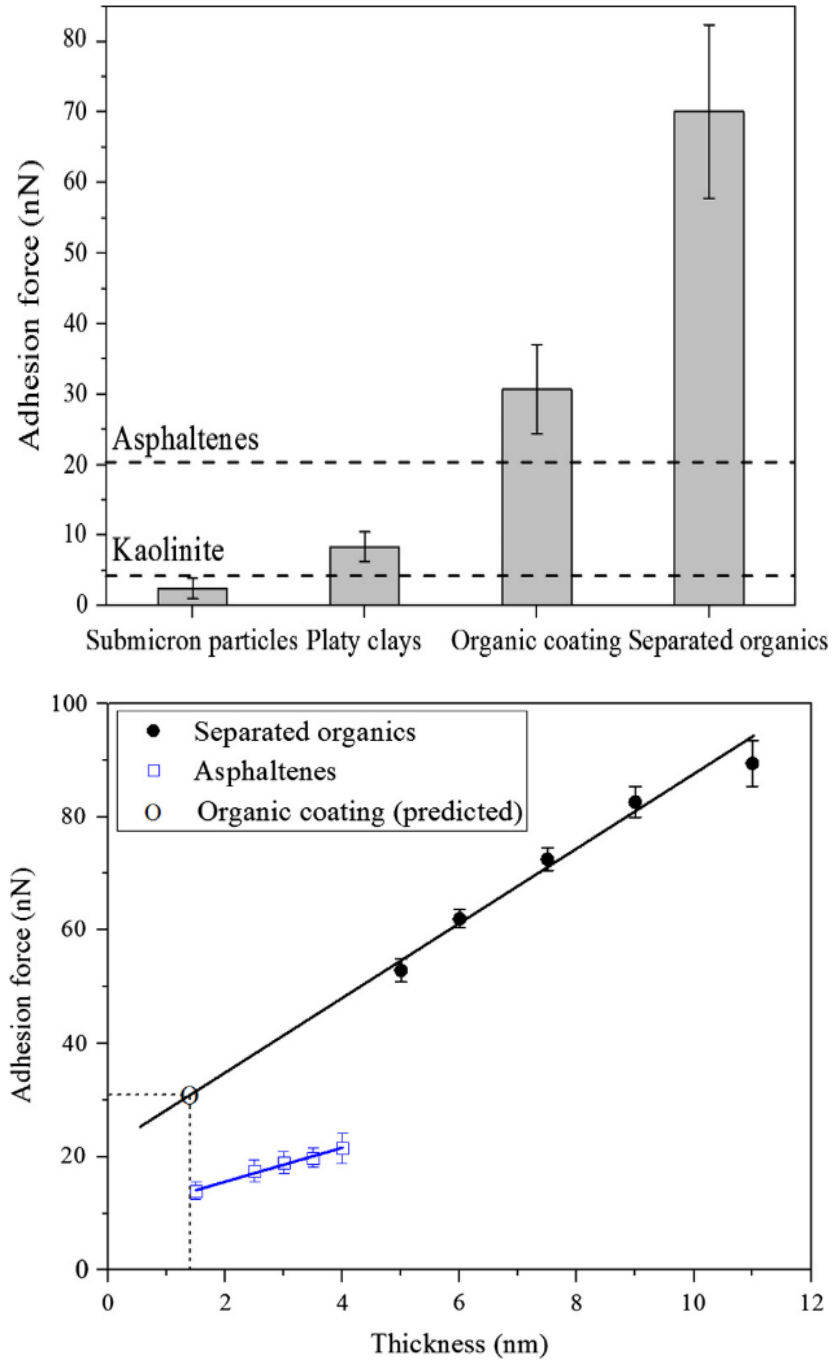 80
70
60
50
40
30
20
10
0
Adhesion force (nN)
Asphaltenes
Kaolinite
Submicron particles Platy clays Organic coating Separated organics
100
80
60
40
20
0
Adhesion force (nN)
Separated organics
Asphaltenes
Organic coating (predicted)
0 2 4 6 8 10 12
Thickness (nm)